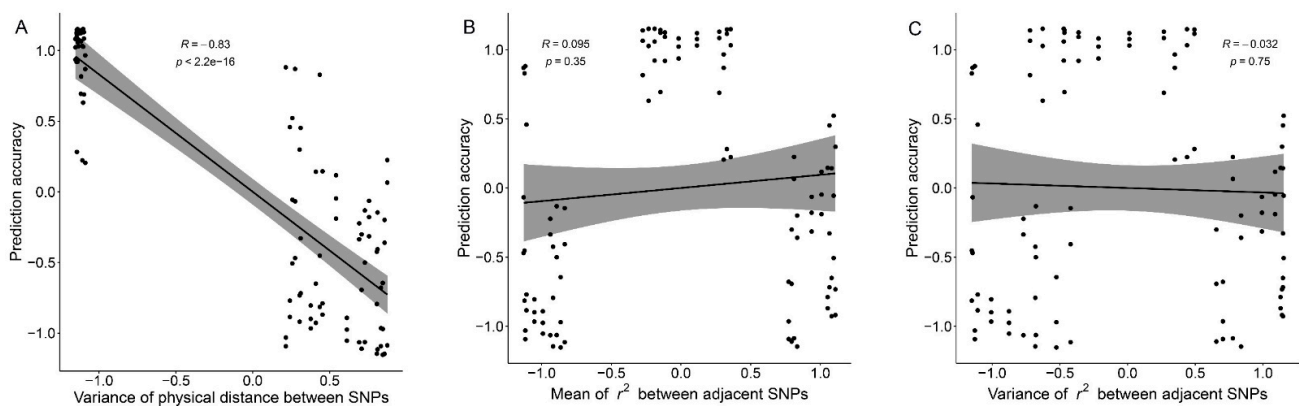 A
R = −0.83
p < 2.2e−16
Prediction accuracy
1.0
0.5
0.0
−0.5
−1.0
−1.0 −0.5 0.0 0.5
Variance of physical distance between SNPs
B
R = 0.095
p = 0.35
Prediction accuracy
1.0
0.5
0.0
−0.5
−1.0
−1.0 −0.5 0.0 0.5 1.0
Mean of r² between adjacent SNPs
C
R = −0.032
p = 0.75
Prediction accuracy
1.0
0.5
0.0
−0.5
−1.0
−1.0 −0.5 0.0 0.5 1.0
Variance of r² between adjacent SNPs